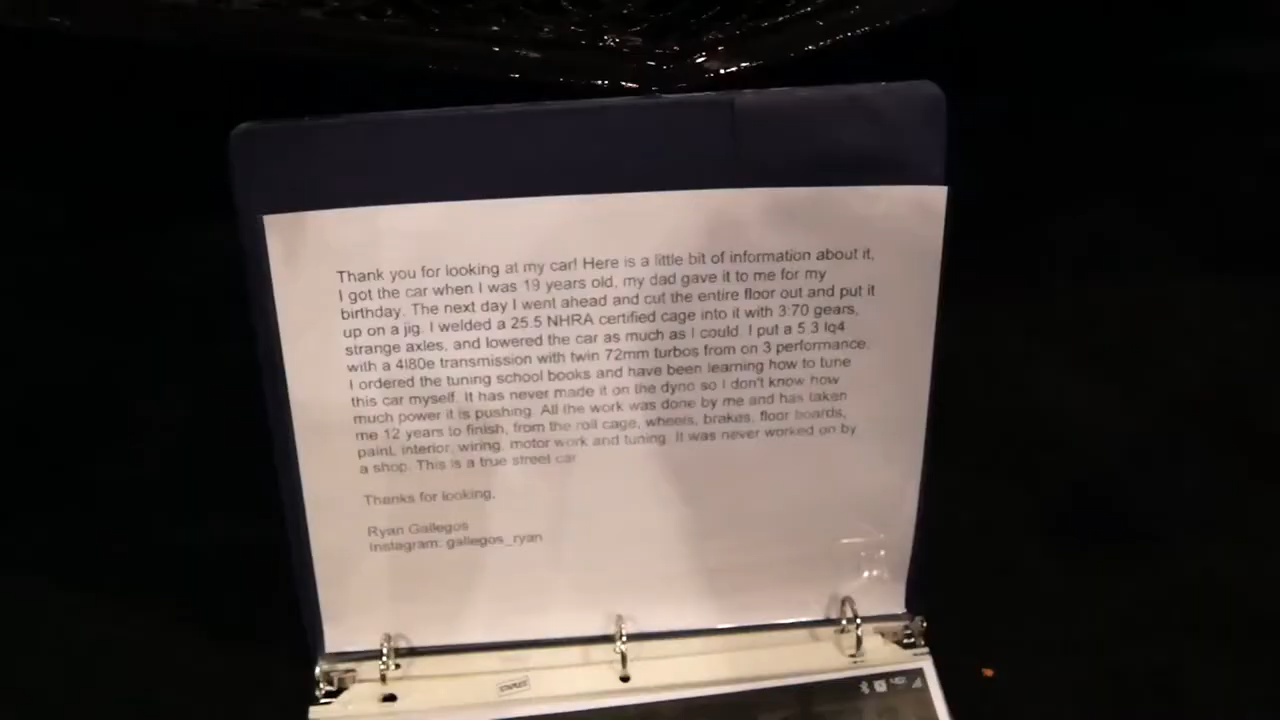 Thank you for looking at my car! Here is a little bit of information about it,
I got the car when I was 19 years old, my dad gave it to me for my
birthday. The next day I went ahead and cut the entire floor out and put it
up on a jig. I welded a 25.5 NHRA certified cage into it with 3:70 gears,
strange axles, and lowered the car as much as I could. I put a 5.3 lq4
with a 4l80e transmission with twin 72mm turbos from on 3 performance.
I ordered the tuning school books and have been learning how to tune
this car myself. It has never made it on the dyno so I don't know how
much power it is pushing. All the work was done by me and has taken
me 12 years to finish, from the roll cage, wheels, brakes, floor boards,
paint, interior, wiring, motor work and tuning. It was never worked on by
a shop. This is a true street car
Thanks for looking,
Ryan Gallegos
Instagram: gallegos_ryan
STAPLES